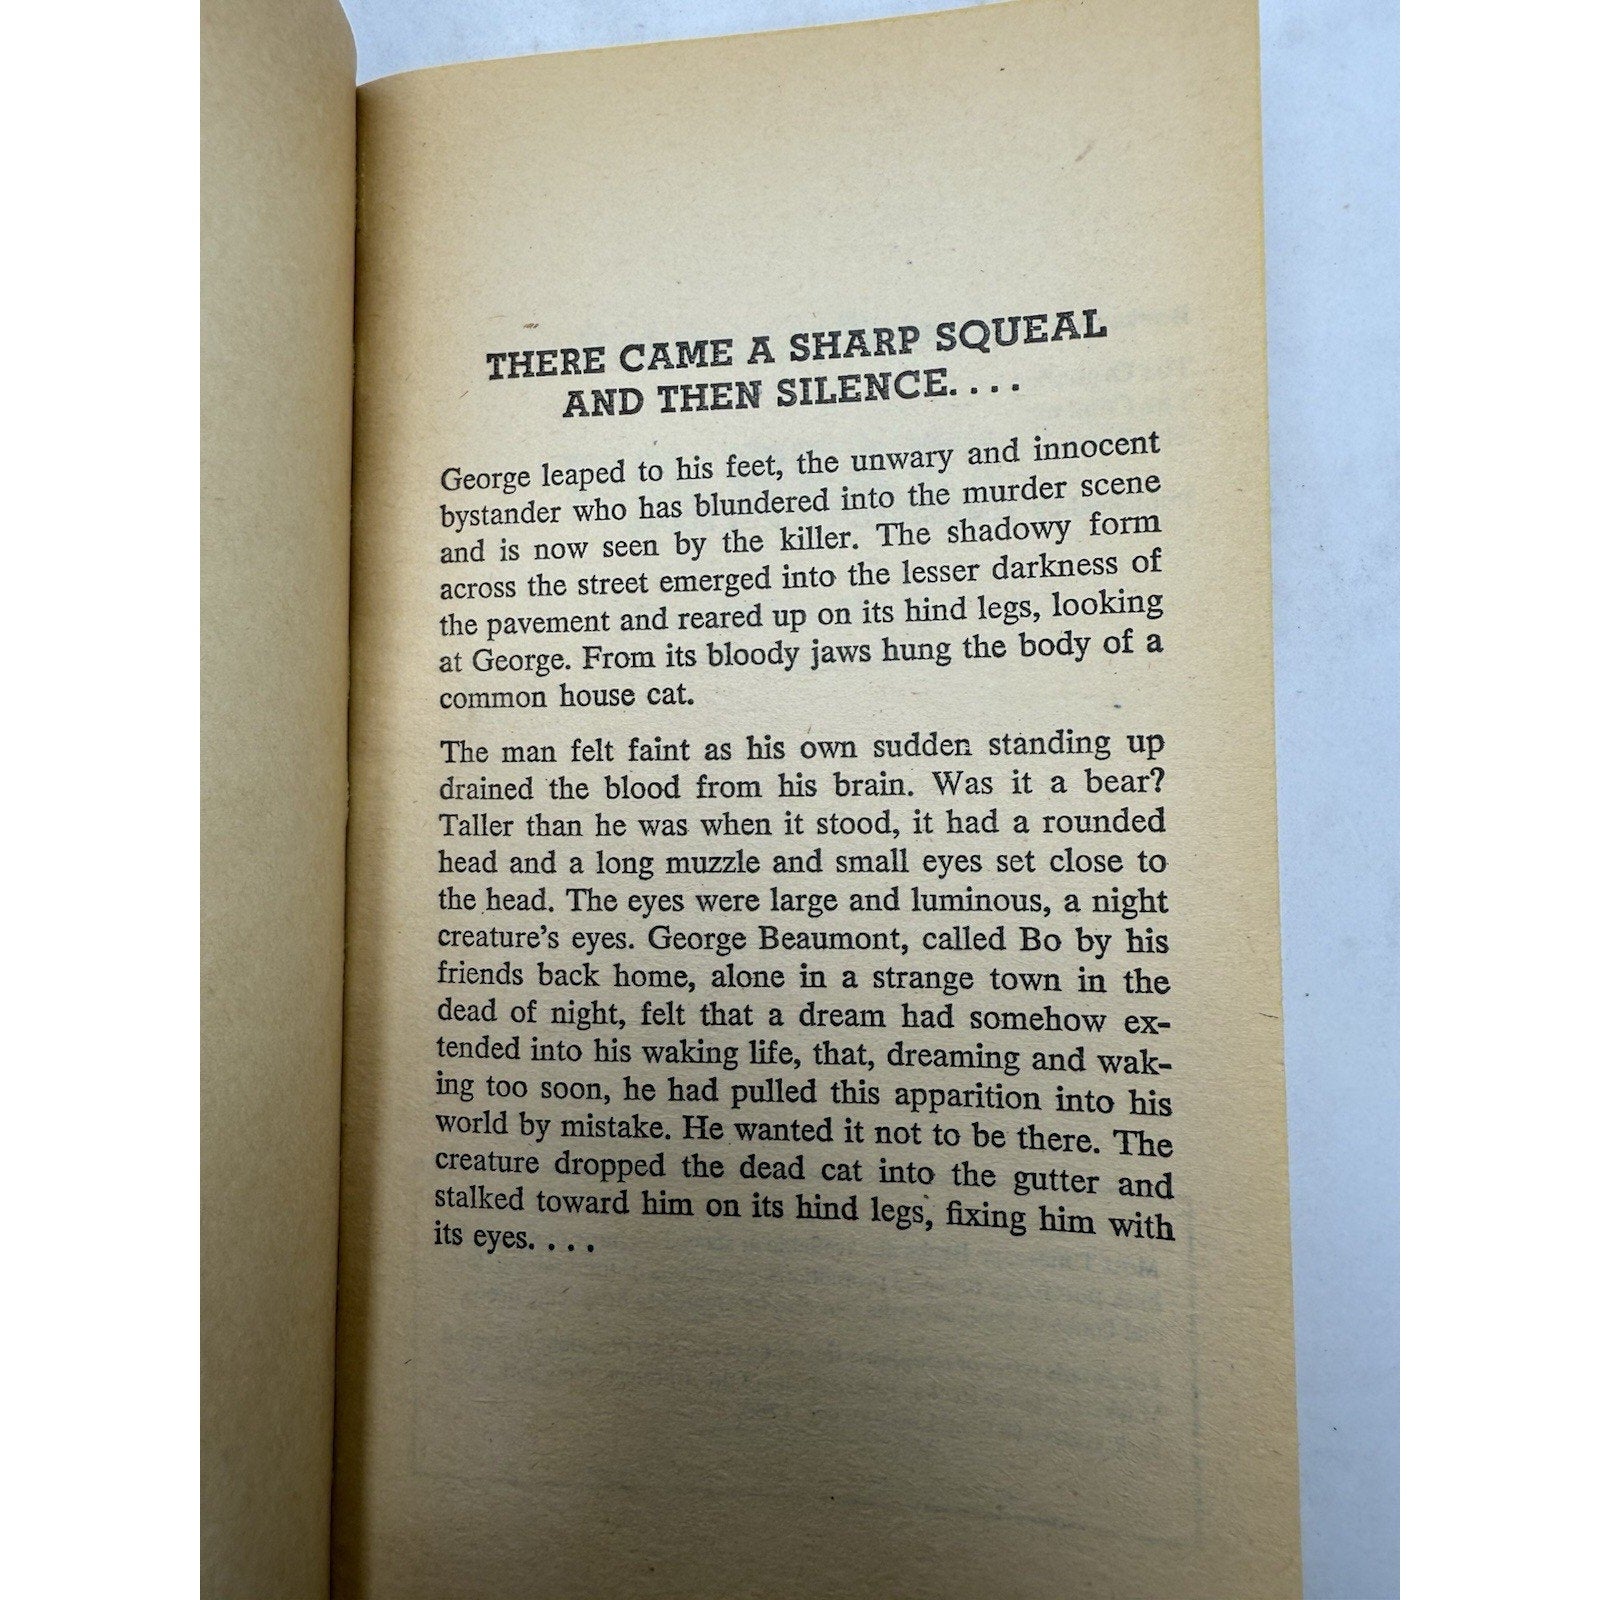 THERE CAME A SHARP SQUEAL
AND THEN SILENCE. . . .
George leaped to his feet, the unwary and innocent
bystander who has blundered into the murder scene
and is now seen by the killer. The shadowy form
across the street emerged into the lesser darkness of
the pavement and reared up on its hind legs, looking
at George. From its bloody jaws hung the body of a
common house cat.
The man felt faint as his own sudden standing up
drained the blood from his brain. Was it a bear?
Taller than he was when it stood, it had a rounded
head and a long muzzle and small eyes set close to
the head. The eyes were large and luminous, a night
creature's eyes. George Beaumont, called Bo by his
friends back home, alone in a strange town in the
dead of night, felt that a dream had somehow ex-
tended into his waking life, that, dreaming and wak-
ing too soon, he had pulled this apparition into his
world by mistake. He wanted it not to be there. The
creature dropped the dead cat into the gutter and
stalked toward him on its hind legs, fixing him with
its eyes. . . .